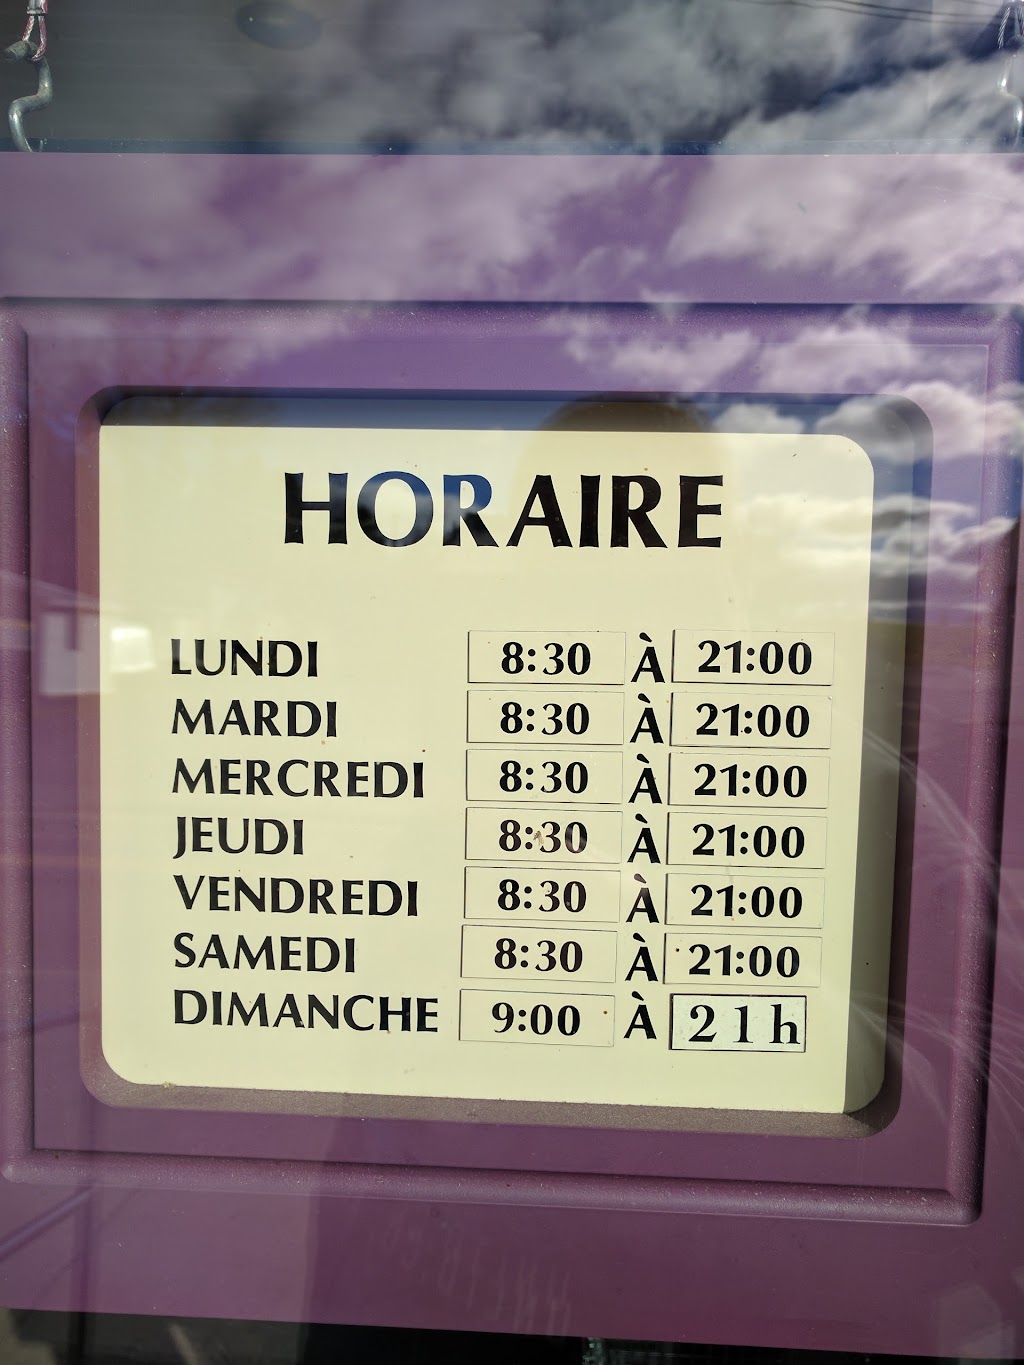 HORAIRE
LUNDI 8:30 À 21:00
MARDI 8:30 À 21:00
MERCREDI 8:30 À 21:00
JEUDI 8:30 À 21:00
VENDREDI 8:30 À 21:00
SAMEDI 8:30 À 21:00
DIMANCHE 9:00 À 21h